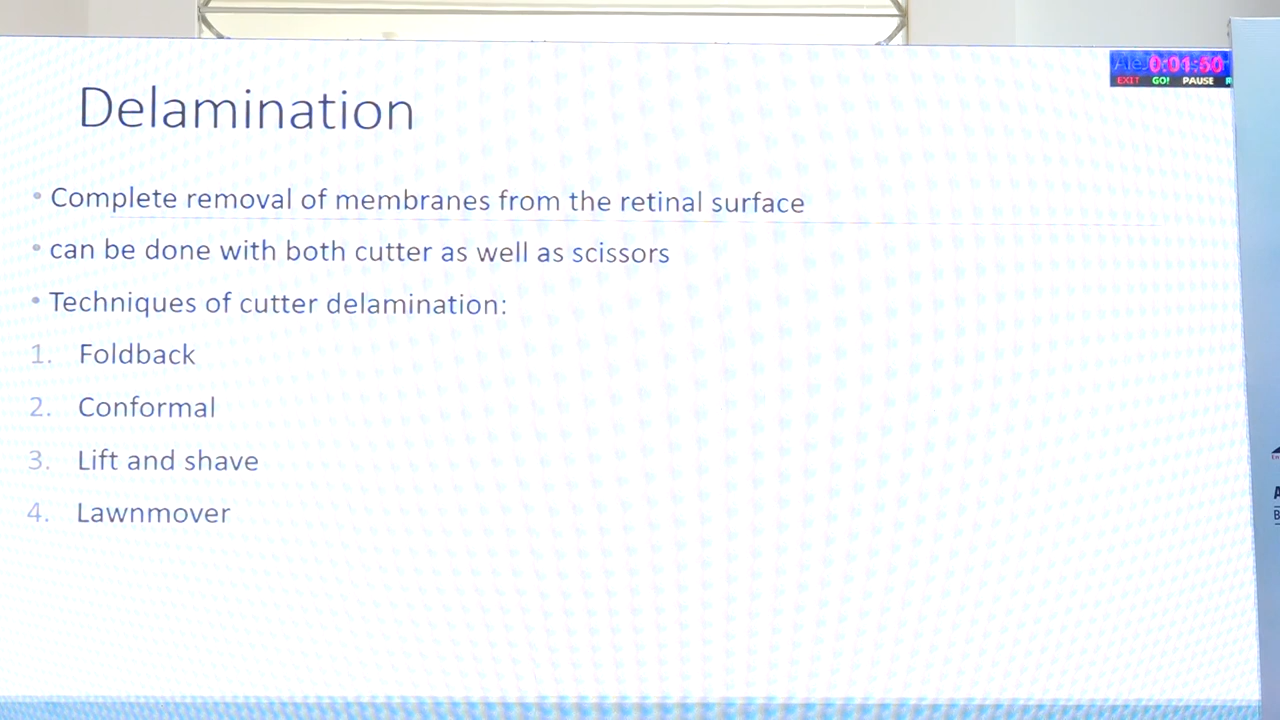 0:01:50
EXIT GO! PAUSE
Delamination
• Complete removal of membranes from the retinal surface
• can be done with both cutter as well as scissors
• Techniques of cutter delamination:
1. Foldback
2. Conformal
3. Lift and shave
4. Lawnmover